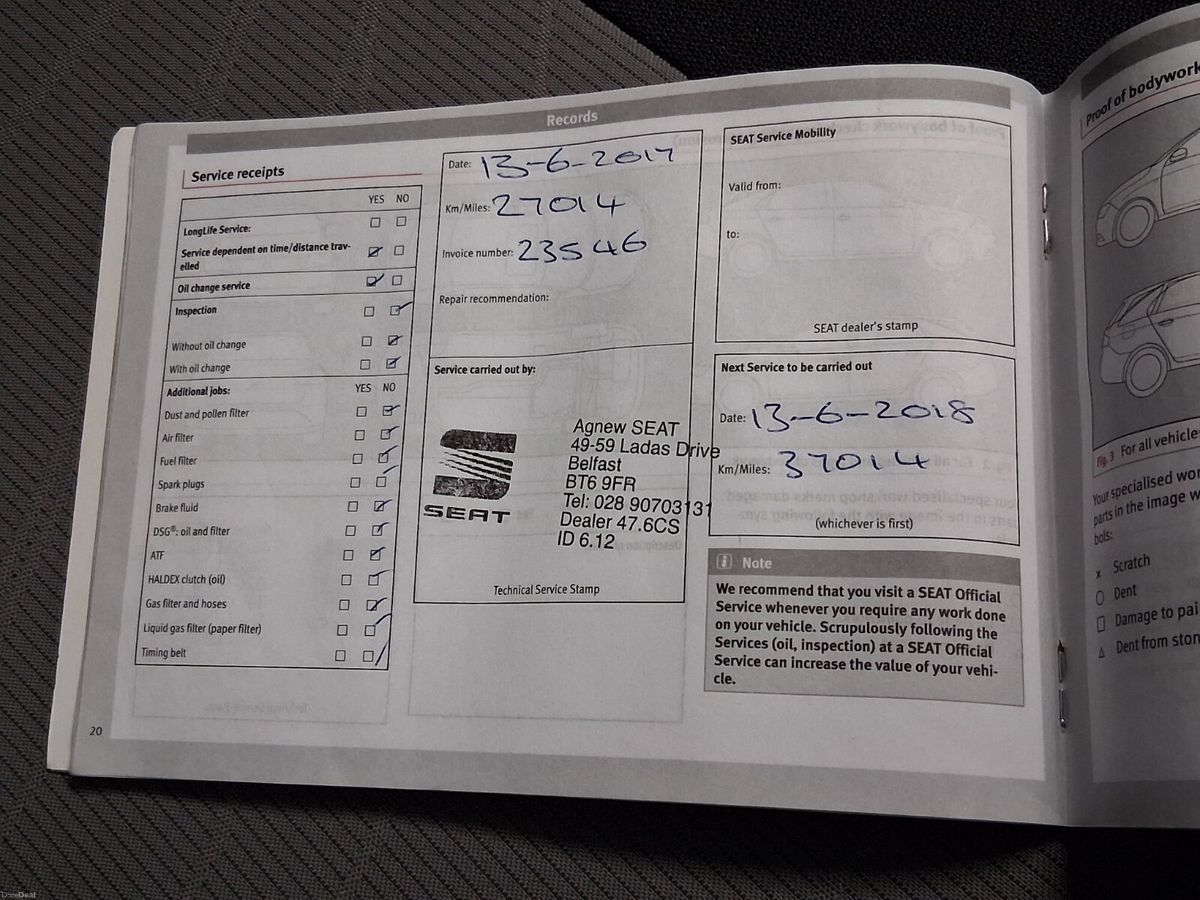 Records
Service receipts
YES NO
LongLife Service:
Service dependent on time/distance trav-
elled
Oil change service
Inspection
Without oil change
With oil change
Additional jobs: YES NO
Dust and pollen filter
Air filter
Fuel filter
Spark plugs
Brake fluid
DSG®: oil and filter
ATF
HALDEX clutch (oil)
Gas filter and hoses
Liquid gas filter (paper filter)
Timing belt
20
Date: 13-6-2017
Km/Miles: 27014
Invoice number: 23546
Repair recommendation:
Service carried out by:
SEAT
Agnew SEAT
49-59 Ladas Drive
Belfast
BT6 9FR
Tel: 028 90703131
Dealer 47.6CS
ID 6.12
Technical Service Stamp
SEAT Service Mobility
Valid from:
to:
SEAT dealer's stamp
Next Service to be carried out
Date: 13-6-2018
Km/Miles: 37014
(whichever is first)
i Note
We recommend that you visit a SEAT Official
Service whenever you require any work done
on your vehicle. Scrupulously following the
Services (oil, inspection) at a SEAT Official
Service can increase the value of your vehi-
cle.
Proof of bodywork
Fig. 3 For all vehicle
Your specialised wor
parts in the image w
bols:
x Scratch
Dent
Damage to pai
Dent from ston
DoneDeal